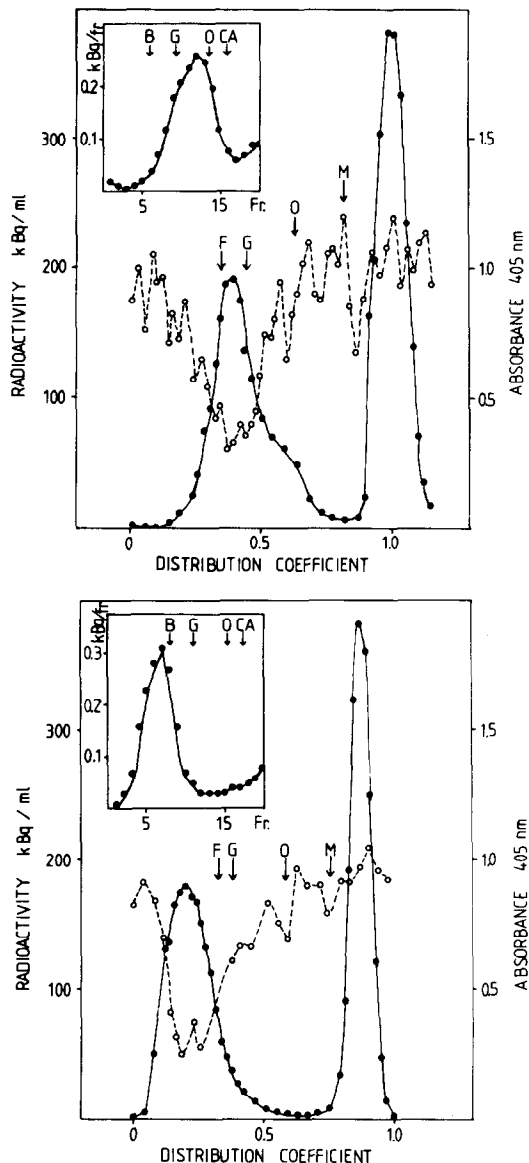 B G O CA
kBq/fr.
0.2
0.1
5 15 Fr.
RADIOACTIVITY kBq/ml
300
200
100
F G O M
1.5
1.0
0.5
ABSORBANCE 405 nm
0 0.5 1.0
DISTRIBUTION COEFFICIENT
B G O CA
kBq/fr.
0.3
0.2
0.1
5 15 Fr.
RADIOACTIVITY kBq/ml
300
200
100
F G O M
1.5
1.0
0.5
ABSORBANCE 405 nm
0 0.5 1.0
DISTRIBUTION COEFFICIENT